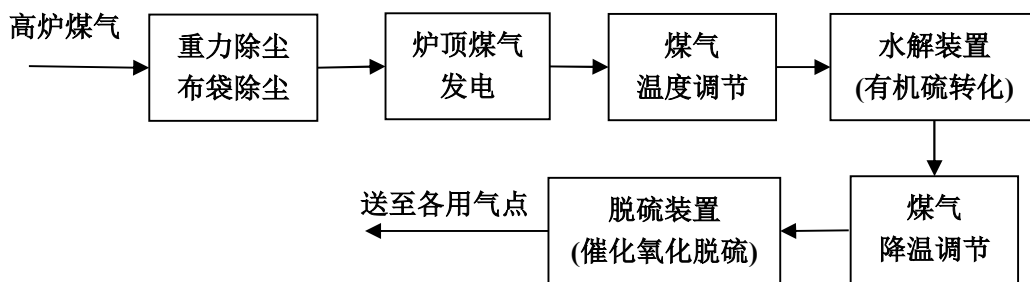 高炉煤气
重力除尘
布袋除尘
炉顶煤气
发电
煤气
温度调节
水解装置
(有机硫转化)
煤气
降温调节
脱硫装置
(催化氧化脱硫)
送至各用气点